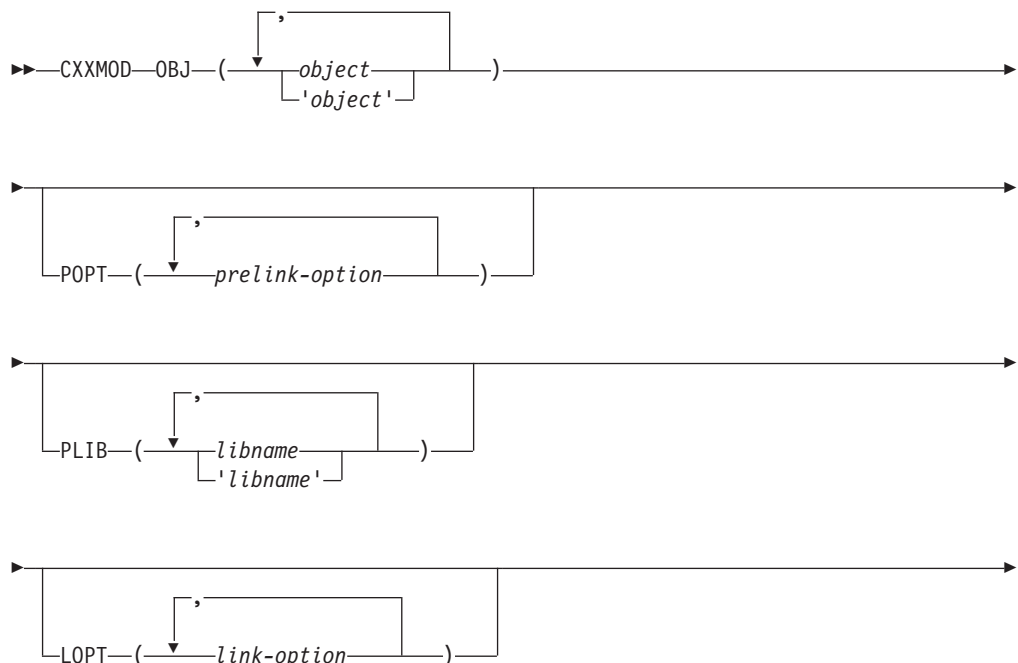 ,
CXXMOD OBJ ( object )
'object'
,
POPT ( prelink-option )
,
PLIB ( libname )
'libname'
,
LOPT ( link-option )